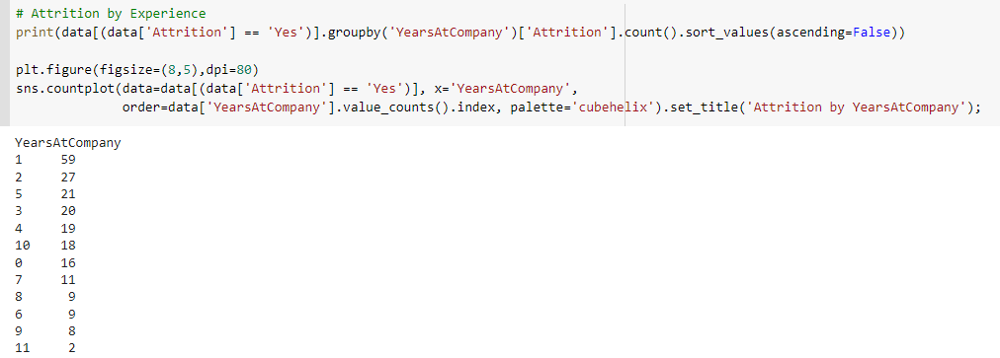 # Attrition by Experience
print(data[(data['Attrition'] == 'Yes')].groupby('YearsAtCompany')['Attrition'].count().sort_values(ascending=False))
plt.figure(figsize=(8,5),dpi=80)
sns.countplot(data=data[(data['Attrition'] == 'Yes')], x='YearsAtCompany',
order=data['YearsAtCompany'].value_counts().index, palette='cubehelix').set_title('Attrition by YearsAtCompany');
YearsAtCompany
1 59
2 27
5 21
3 20
4 19
10 18
0 16
7 11
8 9
6 9
9 8
11 2